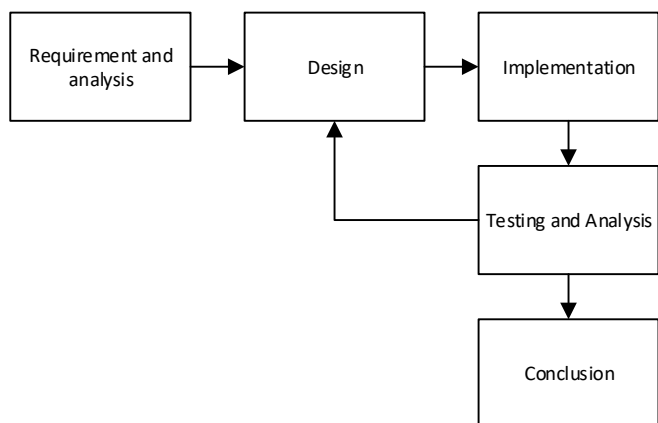 Requirement and
analysis
Design
Implementation
Testing and Analysis
Conclusion